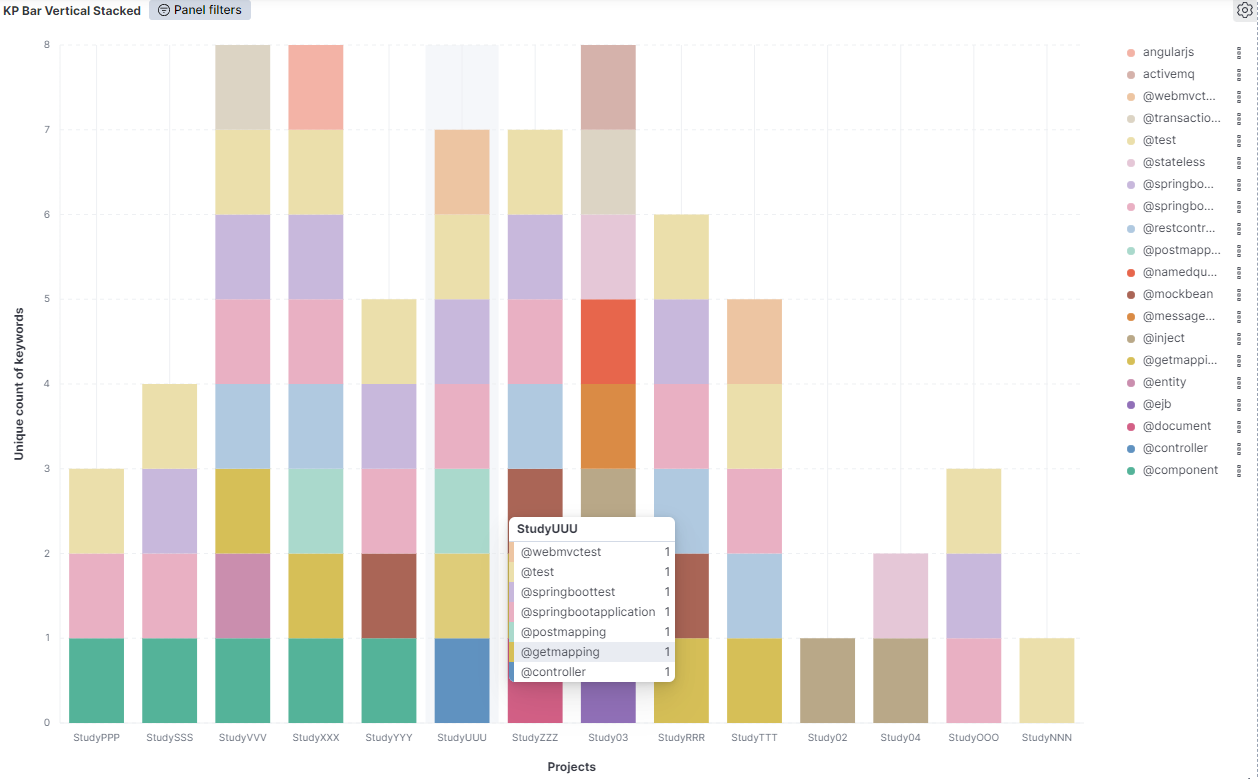 KP Bar Vertical Stacked
Panel filters
Unique count of keywords
8
7
6
5
4
3
2
1
0
StudyPPP
StudySSS
StudyVVV
StudyXXX
StudyYYY
StudyUUU
StudyZZZ
Study03
StudyRRR
StudyTTT
Study02
Study04
StudyOOO
StudyNNN
Projects
StudyUUU
@webmvctest 1
@test 1
@springboottest 1
@springbootapplication 1
@postmapping 1
@getmapping 1
@controller 1
angularjs
activemq
@webmvct...
@transactio...
@test
@stateless
@springbo...
@springbo...
@restcontr...
@postmapp...
@namedqu...
@mockbean
@message...
@inject
@getmappi...
@entity
@ejb
@document
@controller
@component